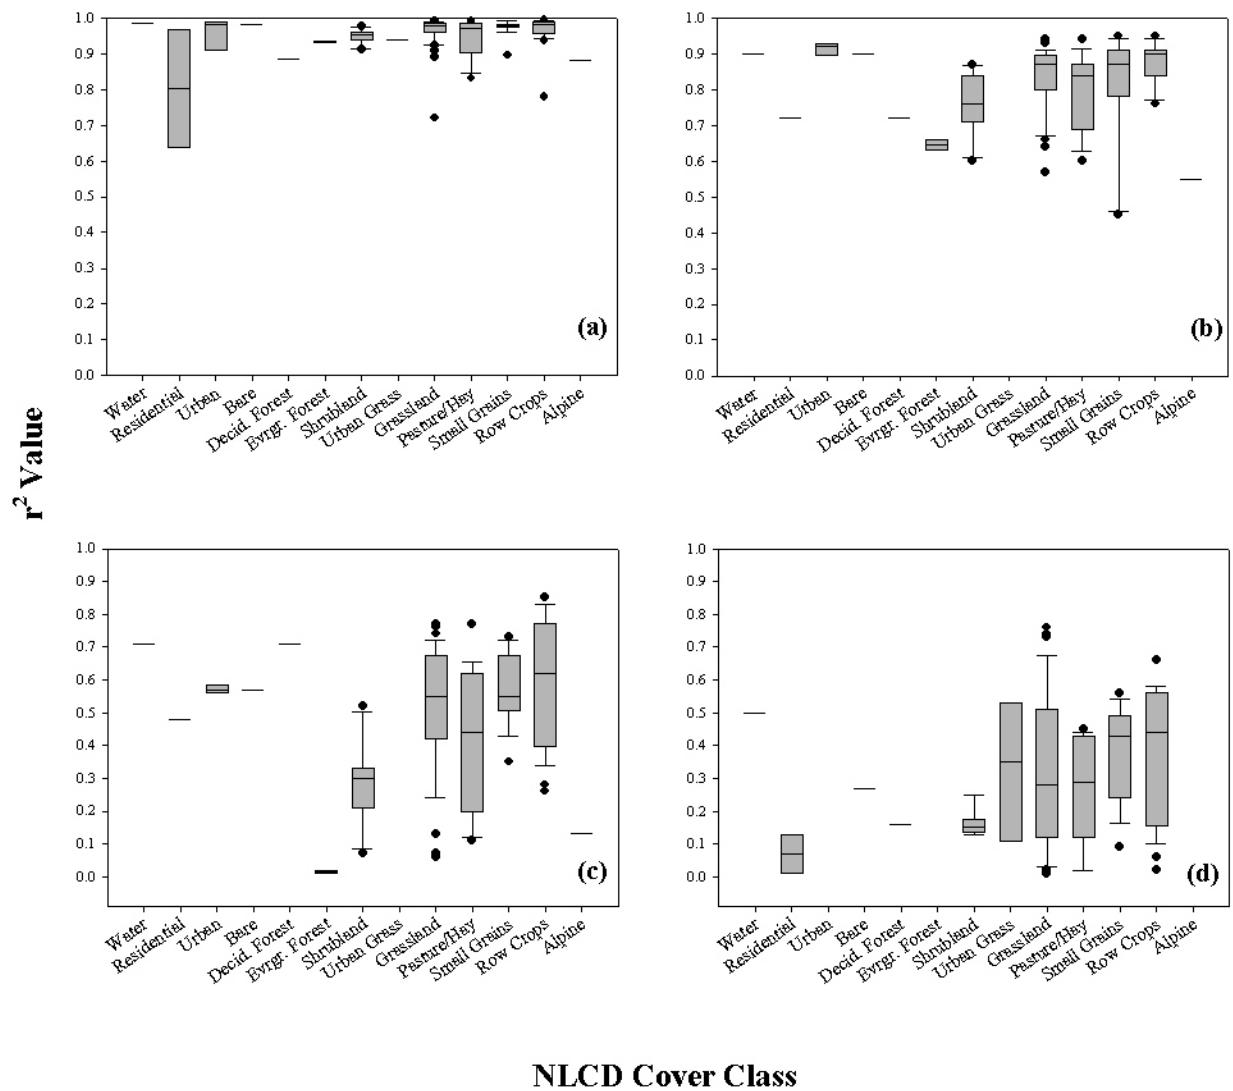 1.0
0.9
0.8
0.7
0.6
0.5
0.4
0.3
0.2
0.1
0.0
(a)
Water
Residential
Urban
Bare
Decid. Forest
Evrgr. Forest
Shrubland
Urban Grass
Grassland
Pasture/Hay
Small Grains
Row Crops
Alpine
1.0
0.9
0.8
0.7
0.6
0.5
0.4
0.3
0.2
0.1
0.0
(b)
Water
Residential
Urban
Bare
Decid. Forest
Evrgr. Forest
Shrubland
Urban Grass
Grassland
Pasture/Hay
Small Grains
Row Crops
Alpine
r² Value
1.0
0.9
0.8
0.7
0.6
0.5
0.4
0.3
0.2
0.1
0.0
(c)
Water
Residential
Urban
Bare
Decid. Forest
Evrgr. Forest
Shrubland
Urban Grass
Grassland
Pasture/Hay
Small Grains
Row Crops
Alpine
1.0
0.9
0.8
0.7
0.6
0.5
0.4
0.3
0.2
0.1
0.0
(d)
Water
Residential
Urban
Bare
Decid. Forest
Evrgr. Forest
Shrubland
Urban Grass
Grassland
Pasture/Hay
Small Grains
Row Crops
Alpine
NLCD Cover Class